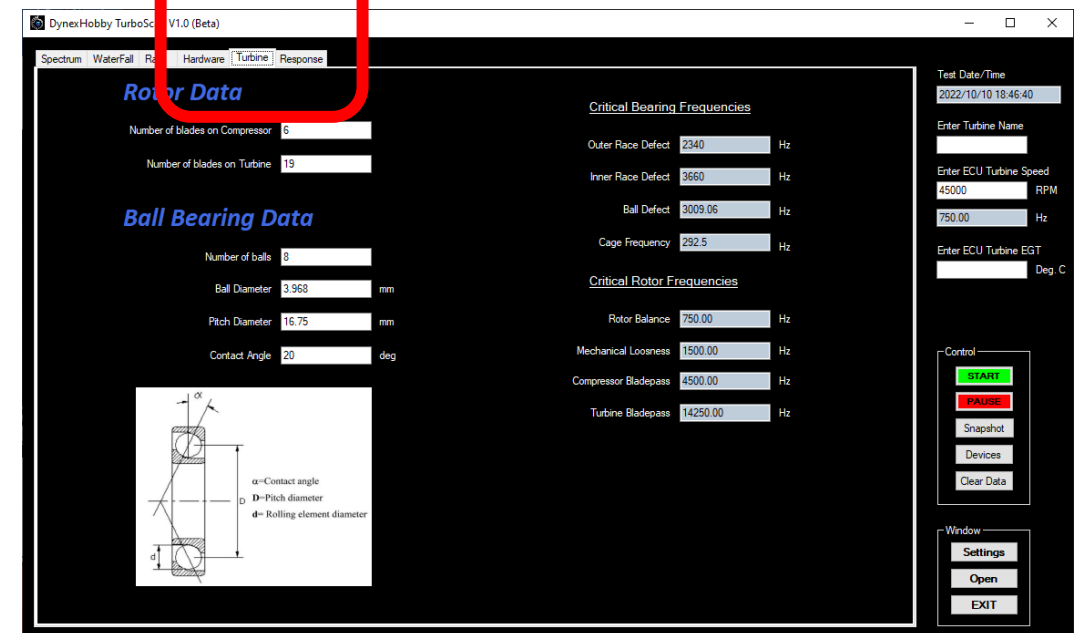 DynexHobby TurboSc V1.0 (Beta)
Spectrum WaterFall Ra Hardware Turbine Response
Rotor Data
Number of blades on Compressor 6
Number of blades on Turbine 19
Ball Bearing Data
Number of balls 8
Ball Diameter 3.968 mm
Pitch Diameter 16.75 mm
Contact Angle 20 deg
α
D
d
α=Contact angle
D=Pitch diameter
d= Rolling element diameter
Critical Bearing Frequencies
Outer Race Defect 2340 Hz
Inner Race Defect 3660 Hz
Ball Defect 3009.06 Hz
Cage Frequency 292.5 Hz
Critical Rotor Frequencies
Rotor Balance 750.00 Hz
Mechanical Loosness 1500.00 Hz
Compressor Bladepass 4500.00 Hz
Turbine Bladepass 14250.00 Hz
Test Date/Time
2022/10/10 18:46:40
Enter Turbine Name
Enter ECU Turbine Speed
45000 RPM
750.00 Hz
Enter ECU Turbine EGT
Deg. C
Control
START
PAUSE
Snapshot
Devices
Clear Data
Window
Settings
Open
EXIT